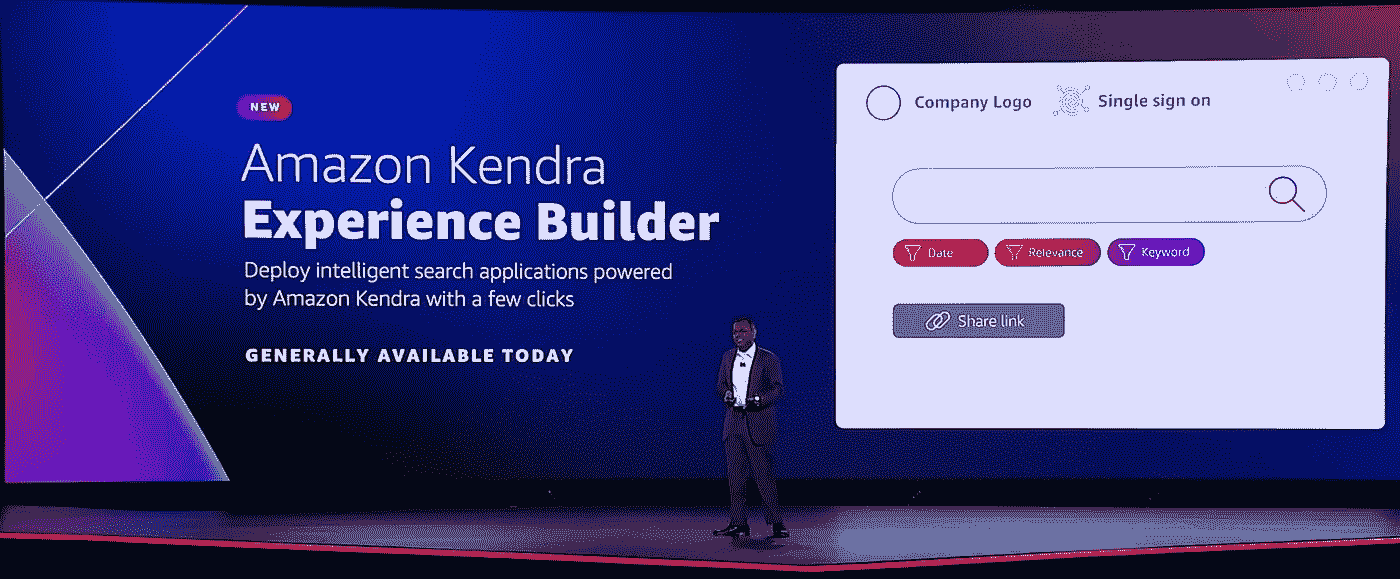 NEW
Amazon Kendra
Experience Builder
Deploy intelligent search applications powered
by Amazon Kendra with a few clicks
GENERALLY AVAILABLE TODAY
Company Logo
Single sign on
Date
Relevance
Keyword
Share link